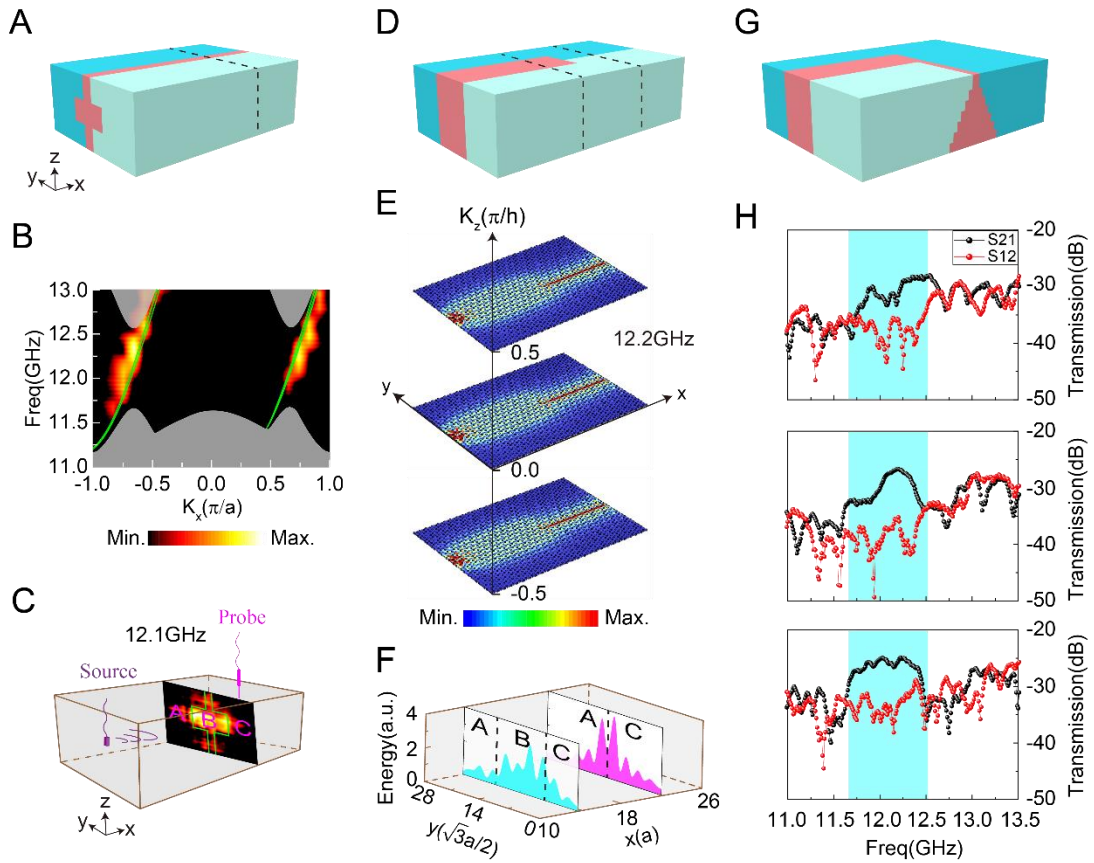 A
D
G
z
y
x
B
Freq(GHz)
13.0
12.5
12.0
11.5
11.0
-1.0
-0.5
0.0
0.5
1.0
Kx(π/a)
Min.
Max.
C
12.1GHz
Probe
Source
A
B
C
z
y
x
E
Kz(π/h)
12.2GHz
0.5
y
x
0.0
-0.5
Min.
Max.
F
Energy(a.u.)
4
2
0
A
B
C
A
C
28
14
0
y(√3a/2)
10
18
26
x(a)
H
S21
S12
-20
-30
-40
-50
Transmission(dB)
-20
-30
-40
-50
Transmission(dB)
-20
-30
-40
-50
Transmission(dB)
11.0
11.5
12.0
12.5
13.0
13.5
Freq(GHz)